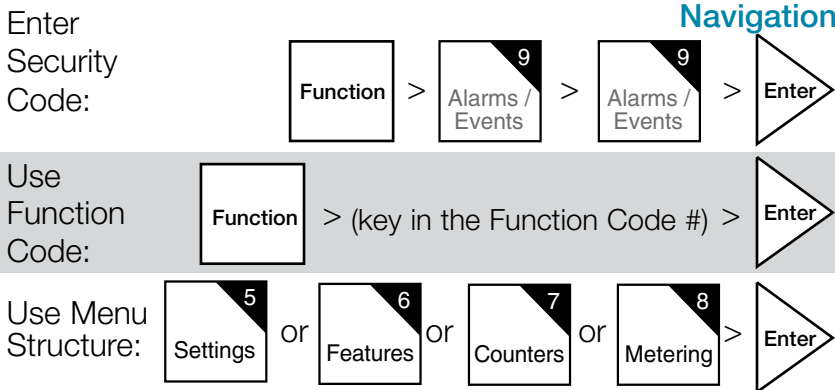 Navigation
Enter
Security
Code:
Function > 9 Alarms / Events > 9 Alarms / Events > Enter
Use
Function
Code:
Function > (key in the Function Code #) > Enter
Use Menu
Structure:
5 Settings or 6 Features or 7 Counters or 8 Metering > Enter